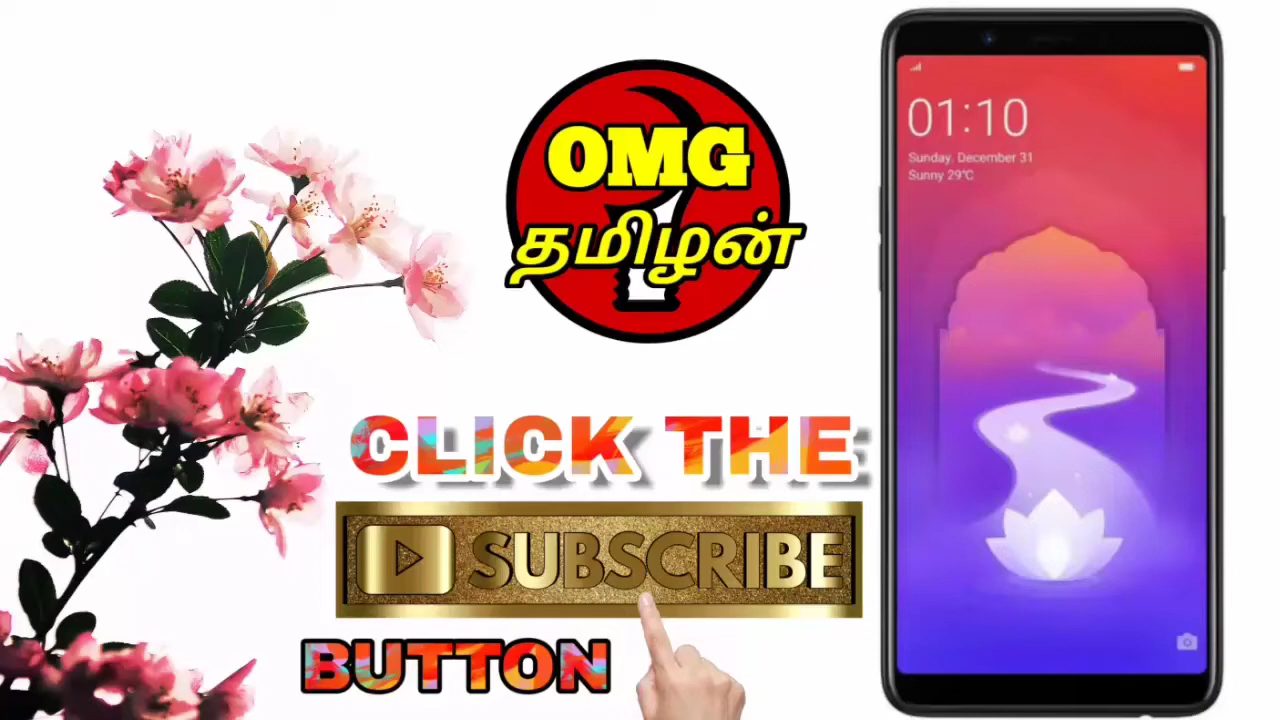 OMG
தமிழன்
CLICK THE
SUBSCRIBE
BUTTON
01:10
Sunday. December 31
Sunny 29℃